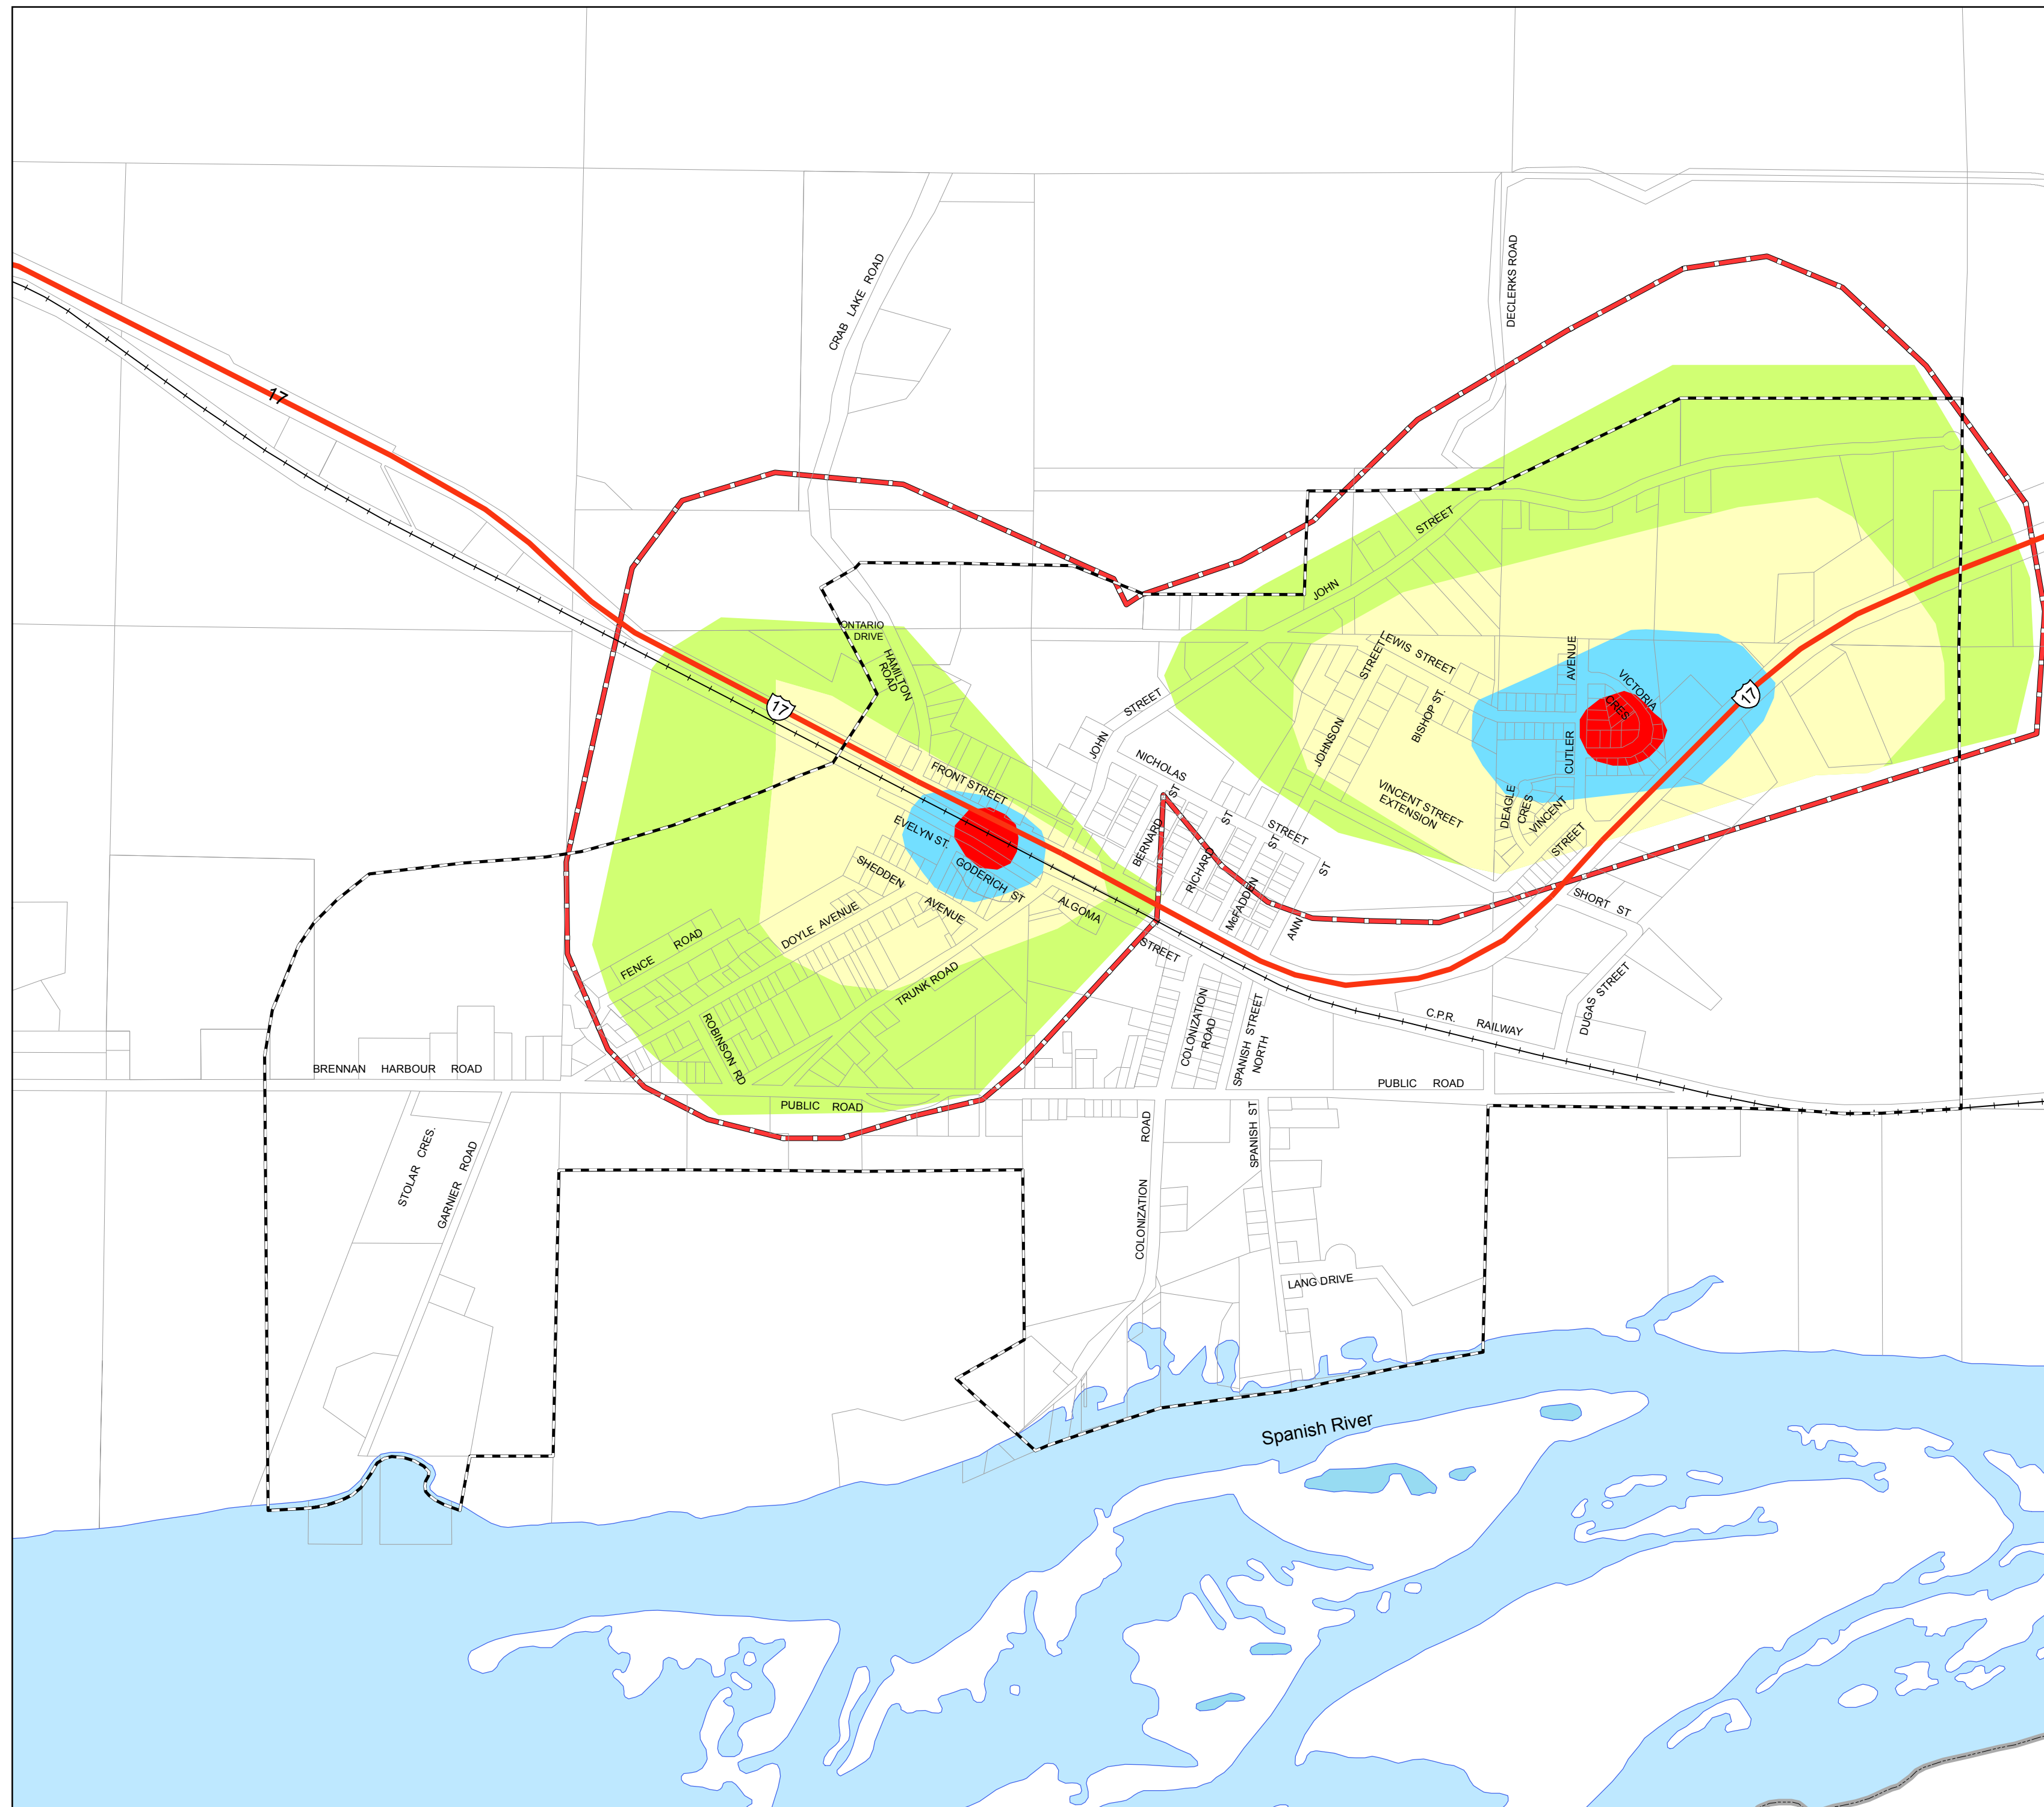 DECLERKS ROAD
CRAB LAKE ROAD
17
STREET
JOHN
ONTARIO
DRIVE
HAMILTON
ROAD
LEWIS STREET
STREET
AVENUE
VICTORIA
CRES
17
17
BISHOP ST.
STREET
JOHN
JOHNSON
CUTLER
NICHOLAS
ST
FRONT STREET
VINCENT STREET
EXTENSION
DEAGLE
CRES
VINCENT
STREET
EVELYN ST.
BERNARD
ST
STREET
ST
ST
RICHARD
GODERICH ST
SHEDDEN
AVENUE
McFADDEN
ANN
SHORT ST
ALGOMA
STREET
DOYLE AVENUE
FENCE ROAD
TRUNK ROAD
DUGAS STREET
COLONIZATION
ROAD
SPANISH STREET
NORTH
C.P.R. RAILWAY
ROBINSON RD
BRENNAN HARBOUR ROAD
PUBLIC ROAD
PUBLIC ROAD
STOLAR CRES.
GARNIER ROAD
COLONIZATION ROAD
SPANISH ST
LANG DRIVE
Spanish River